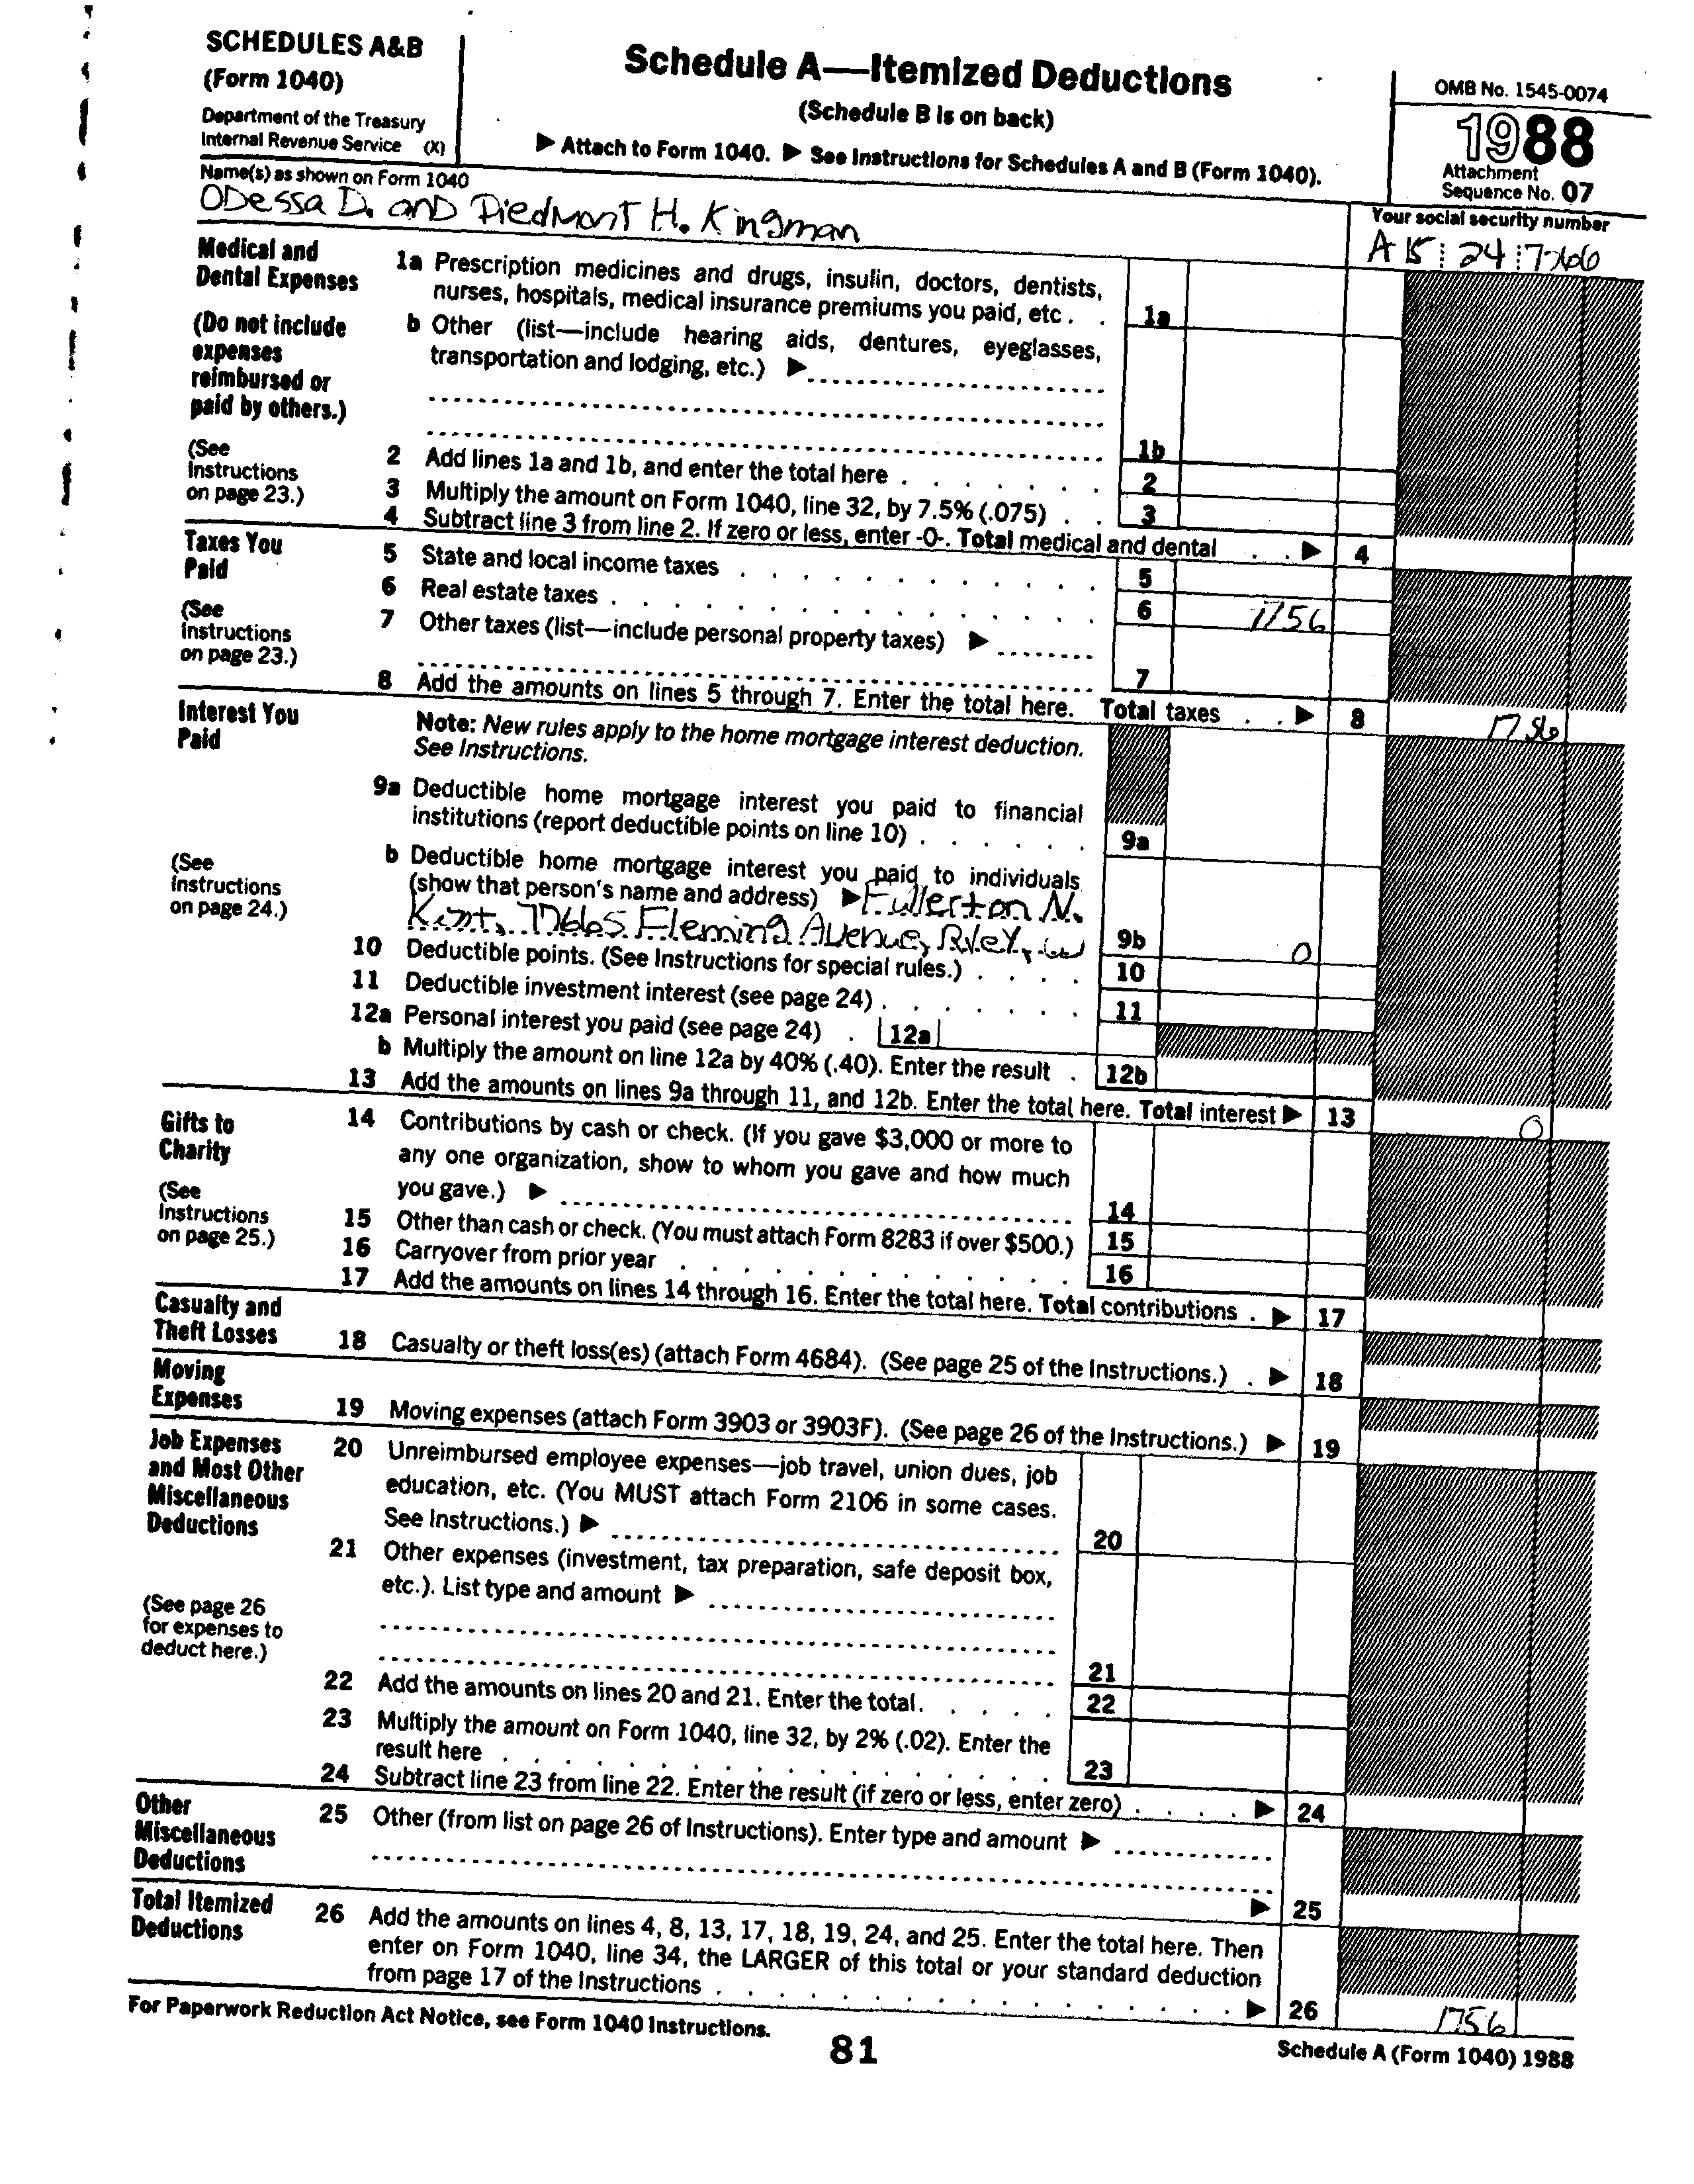 SCHEDULES A&B
(Form 1040)
Department of the Treasury
Internal Revenue Service (X)
Schedule A—Itemized Deductions
(Schedule B is on back)
▶ Attach to Form 1040. ▶ See Instructions for Schedules A and B (Form 1040).
OMB No. 1545-0074
1988
Attachment
Sequence No. 07
Name(s) as shown on Form 1040
Odessa D. and Piedmont H. Kingman
Your social security number
24
Medical and
Dental Expenses
(Do not include
expenses
reimbursed or
paid by others.)
(See
Instructions
on page 23.)
1a Prescription medicines and drugs, insulin, doctors, dentists,
nurses, hospitals, medical insurance premiums you paid, etc . . 1a
b Other (list—include hearing aids, dentures, eyeglasses,
transportation and lodging, etc.) ▶
1b
2 Add lines 1a and 1b, and enter the total here . . . . . . . 2
3 Multiply the amount on Form 1040, line 32, by 7.5% (.075) . . 3
4 Subtract line 3 from line 2. If zero or less, enter -0-. Total medical and dental . . ▶ 4
Taxes You
Paid
(See
Instructions
on page 23.)
5 State and local income taxes . . . . . . . . . . . . 5
6 Real estate taxes . . . . . . . . . . . . . . . 6 1756
7 Other taxes (list—include personal property taxes) ▶
7
8 Add the amounts on lines 5 through 7. Enter the total here. Total taxes . . ▶ 8 1756
Interest You
Paid
(See
Instructions
on page 24.)
Note: New rules apply to the home mortgage interest deduction.
See Instructions.
9a Deductible home mortgage interest you paid to financial
institutions (report deductible points on line 10) . . . . . . 9a
b Deductible home mortgage interest you paid to individuals
(show that person's name and address) ▶ Fullerton N.
Fleming Avenue,
9b 0
10 Deductible points. (See Instructions for special rules.) . . . . 10
11 Deductible investment interest (see page 24) . . . . . . . 11
12a Personal interest you paid (see page 24) . 12a
b Multiply the amount on line 12a by 40% (.40). Enter the result . 12b
13 Add the amounts on lines 9a through 11, and 12b. Enter the total here. Total interest ▶ 13 0
Gifts to
Charity
(See
Instructions
on page 25.)
14 Contributions by cash or check. (If you gave $3,000 or more to
any one organization, show to whom you gave and how much
you gave.) ▶ 14
15 Other than cash or check. (You must attach Form 8283 if over $500.) 15
16 Carryover from prior year . . . . . . . . . . . . . 16
17 Add the amounts on lines 14 through 16. Enter the total here. Total contributions . ▶ 17
Casualty and
Theft Losses
18 Casualty or theft loss(es) (attach Form 4684). (See page 25 of the Instructions.) . ▶ 18
Moving
Expenses
19 Moving expenses (attach Form 3903 or 3903F). (See page 26 of the Instructions.) ▶ 19
Job Expenses
and Most Other
Miscellaneous
Deductions
(See page 26
for expenses to
deduct here.)
20 Unreimbursed employee expenses—job travel, union dues, job
education, etc. (You MUST attach Form 2106 in some cases.
See Instructions.) ▶ 20
21 Other expenses (investment, tax preparation, safe deposit box,
etc.). List type and amount ▶
21
22 Add the amounts on lines 20 and 21. Enter the total. . . . . 22
23 Multiply the amount on Form 1040, line 32, by 2% (.02). Enter the
result here . . . . . . . . . . . . . . . . . 23
24 Subtract line 23 from line 22. Enter the result (if zero or less, enter zero) . . . . ▶ 24
Other
Miscellaneous
Deductions
25 Other (from list on page 26 of Instructions). Enter type and amount ▶
▶ 25
Total Itemized
Deductions
26 Add the amounts on lines 4, 8, 13, 17, 18, 19, 24, and 25. Enter the total here. Then
enter on Form 1040, line 34, the LARGER of this total or your standard deduction
from page 17 of the Instructions . . . . . . . . . . . . . . . . . ▶ 26 1756
For Paperwork Reduction Act Notice, see Form 1040 Instructions.
81
Schedule A (Form 1040) 1988